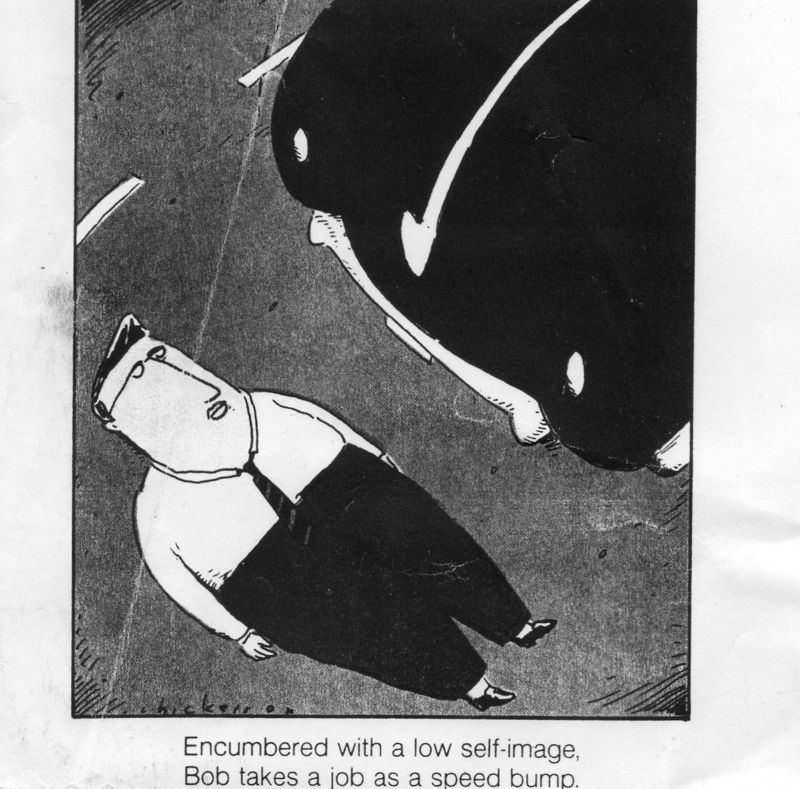 Encumbered with a low self-image,
Bob takes a job as a speed bump.